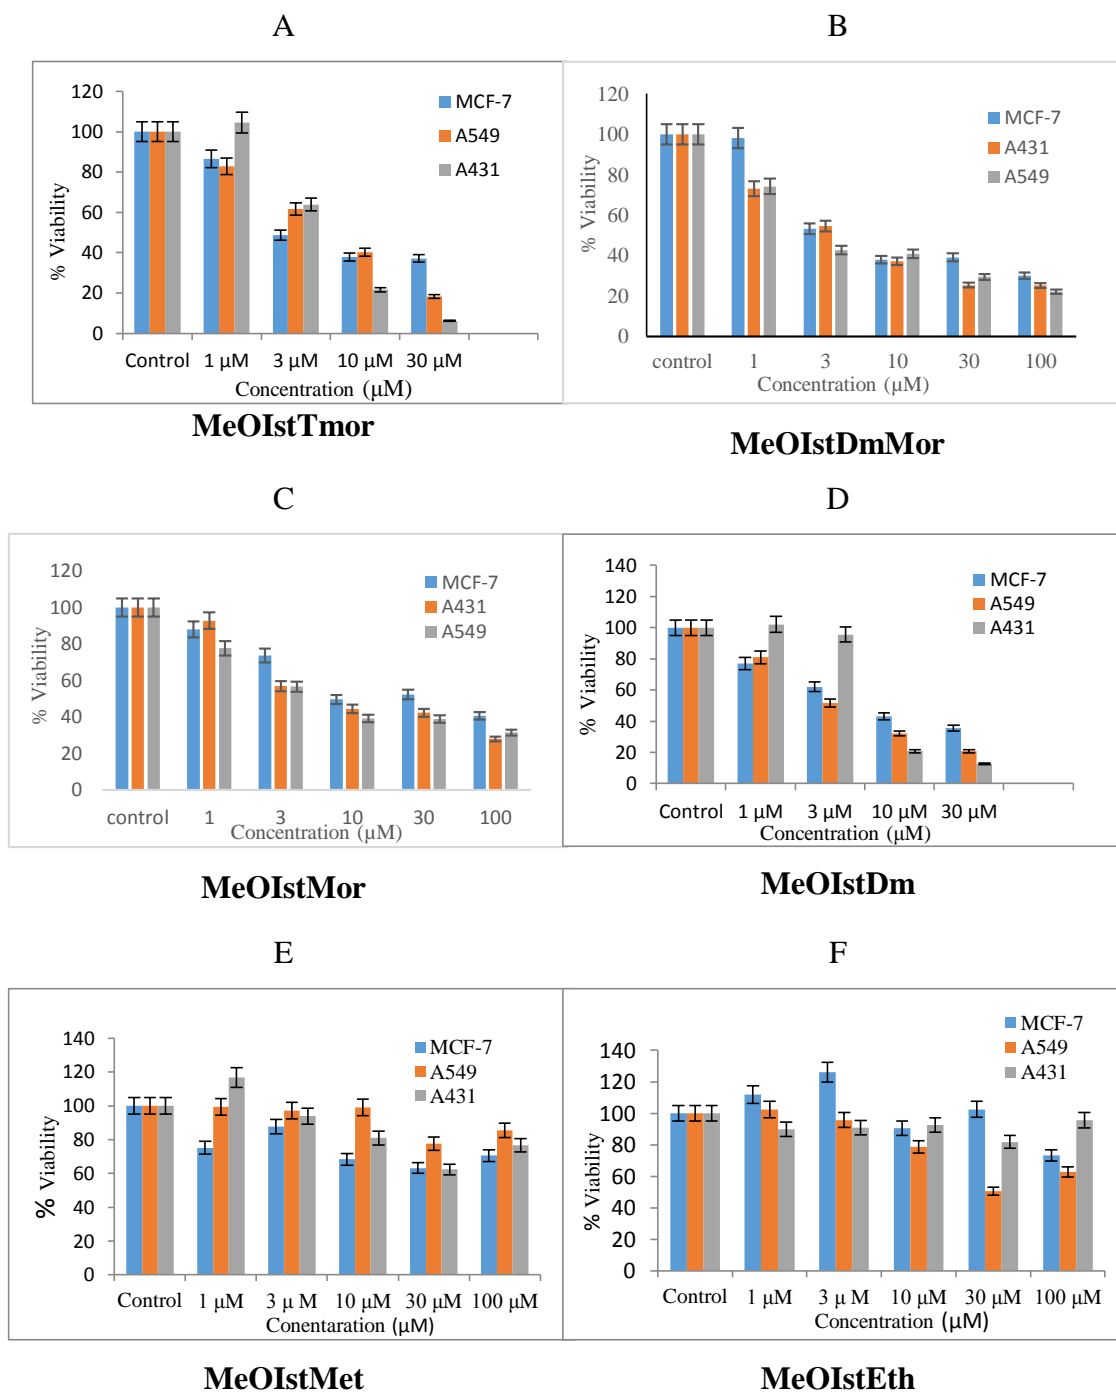 A
120
100
80
60
40
20
0
% Viability
MCF-7
A549
A431
Control 1 µM 3 µM 10 µM 30 µM
Concentration (µM)
MeOIstTmor
B
120
100
80
60
40
20
0
% Viability
MCF-7
A431
A549
control 1 3 10 30 100
Concentration (µM)
MeOIstDmMor
C
120
100
80
60
40
20
0
% Viability
MCF-7
A431
A549
control 1 3 10 30 100
Concentration (µM)
MeOIstMor
D
140
120
100
80
60
40
20
0
% Viability
MCF-7
A549
A431
Control 1 µM 3 µM 10 µM 30 µM
Concentration (µM)
MeOIstDm
E
140
120
100
80
60
40
20
0
% Viability
MCF-7
A549
A431
Control 1 µM 3 µ M 10 µM 30 µM 100 µM
Conentaration (µM)
MeOIstMet
F
140
120
100
80
60
40
20
0
% Viability
MCF-7
A549
A431
Control 1 µM 3 µ M 10 µM 30 µM 100 µM
Concentration (µM)
MeOIstEth